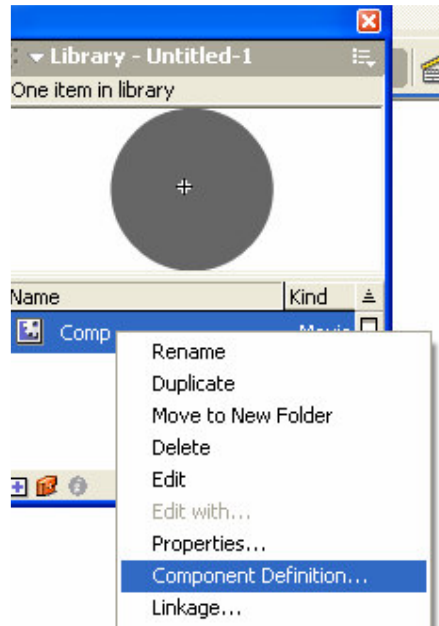 Library - Untitled-1
One item in library
Name Kind
Comp
Rename
Duplicate
Move to New Folder
Delete
Edit
Edit with...
Properties...
Component Definition...
Linkage...